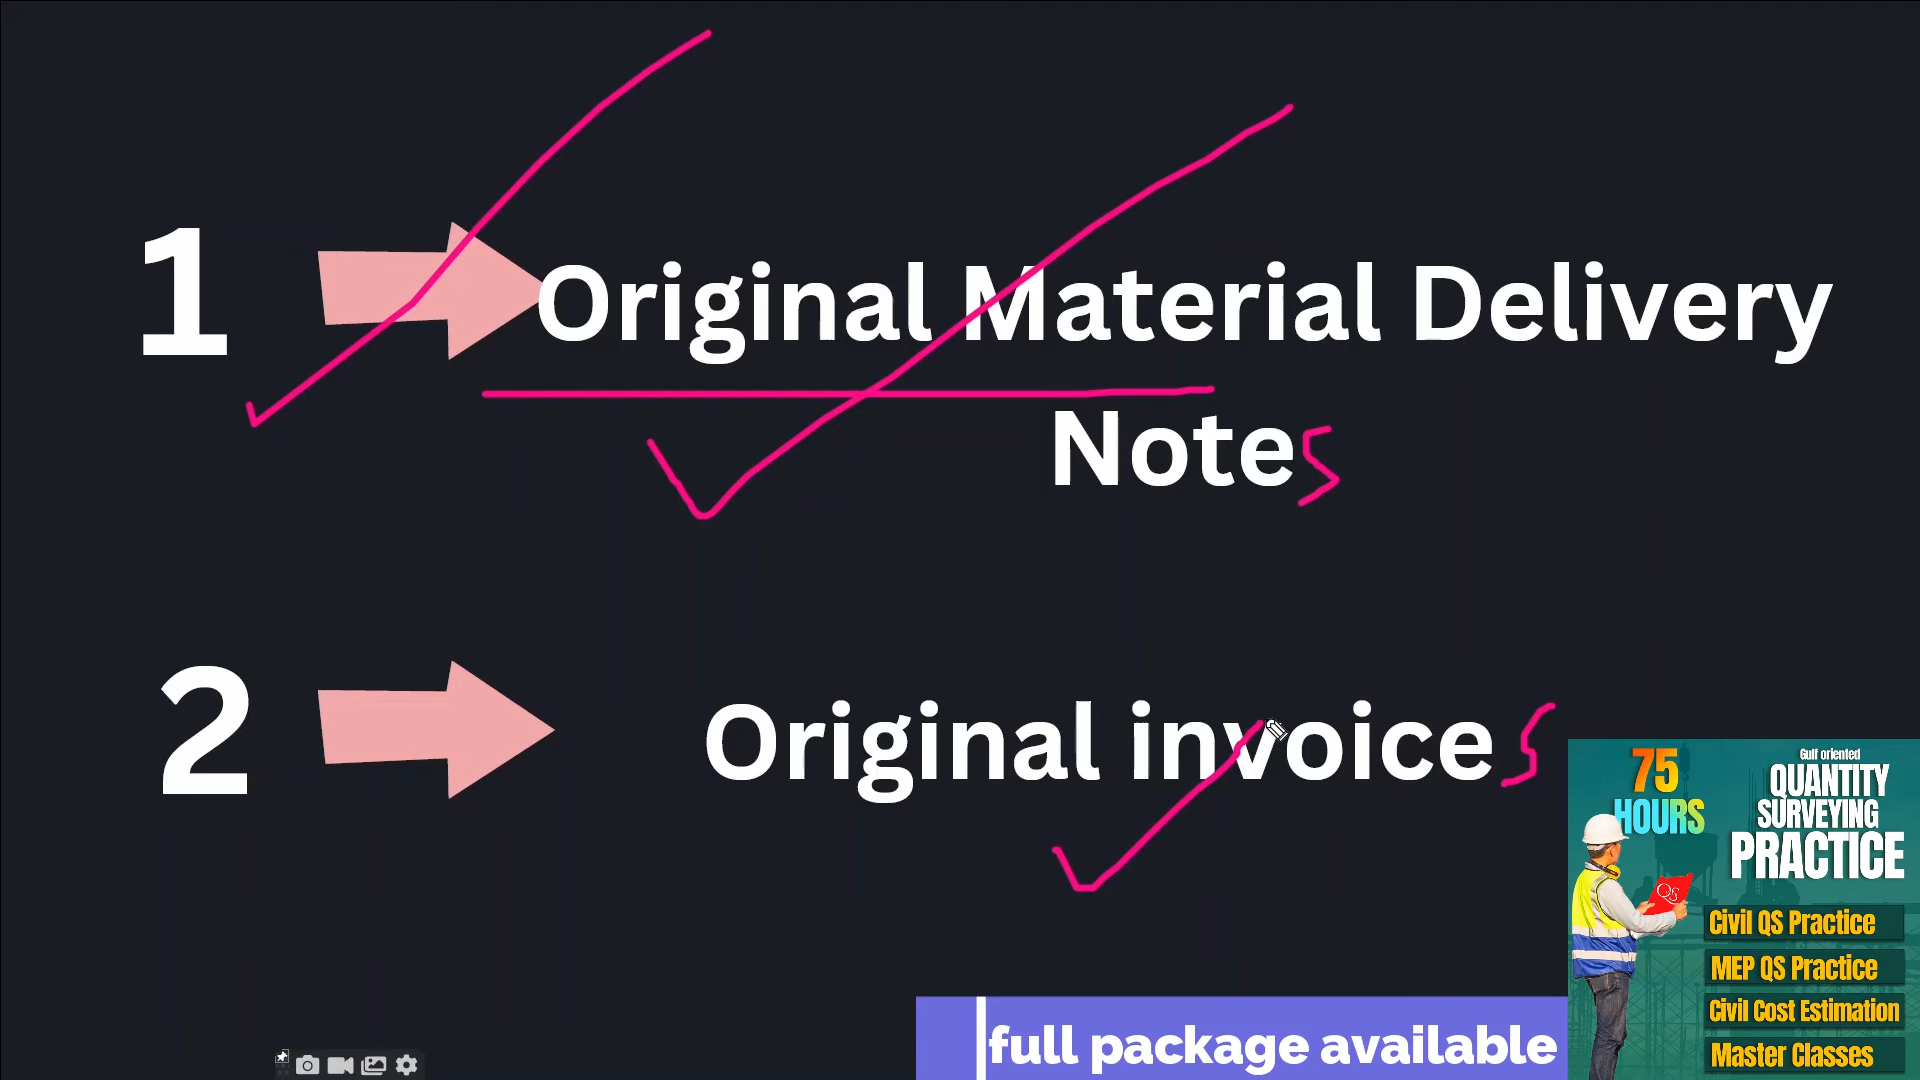 1
Original Material Delivery
Notes
2
Original invoices
75
HOURS
Gulf oriented
QUANTITY
SURVEYING
PRACTICE
QS
Civil QS Practice
MEP QS Practice
Civil Cost Estimation
Master Classes
full package available